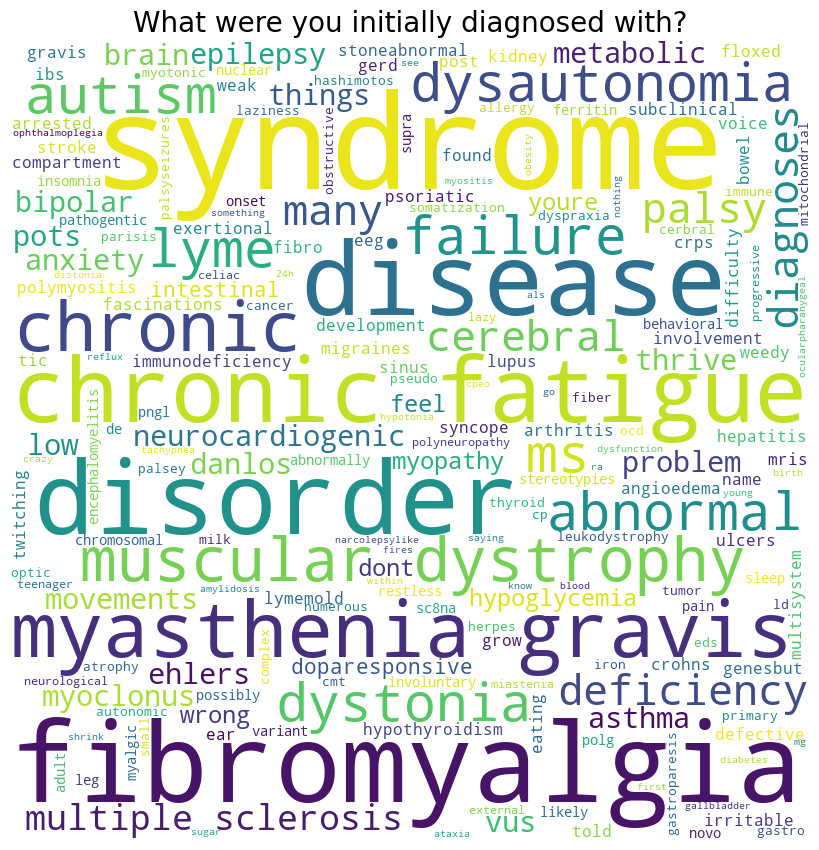 What were you initially diagnosed with?
gravis
brain
epilepsy
stoneabnormal
post
kidney
metabolic
floxed
ibs
myotonic
nuclear
gerd
see
hashimotos
weak
things
dysautonomia
autism
laziness
allergy
ferritin
subclinical
arrested
ophthalmoplegia
stroke
compartment
palsyseizures
syndrome
obstructive
supra
found
obesity
voice
bowel
diagnoses
mitochondrial
insomnia
bipolar
onset
something
many
psoriatic
somatization
myositis
youre
dyspraxia
nothing
palsy
immune
pathogentic
exertional
pots
parisis
lyme
fibro
eeg
failure
crps
cerbral
difficulty
progressive
anxiety
distonia
celiac
24h
disease
als
polymyositis
intestinal
fascinations
cancer
ocularpharanygeal
chronic
development
lazy
cerebral
behavioral
involvement
tic
reflux
immunodeficiency
migraines
sinus
pseudo
lupus
thrive
weedy
chronic fatigue
cpeo
go
fiber
hypotonia
encephalomyelitis
de
pngl
feel
syncope
polyneuropathy
arthritis
ocd
dysfunction
hepatitis
low
neurocardiogenic
crazy
tachypnea
palsey
danlos
abnormally
myopathy
ms
ra
problem
mris
birth
twitching
disorder
stereotypies
angioedema
name
young
thyroid
cp
abnormal
chromosomal
milk
narcolepsylike
fires
saying
leukodystrophy
ulcers
optic
teenager
muscular dystrophy
dont
amylidosis
within
restless
know
blood
tumor
sleep
multisystem
movements
lymemold
numerous
sc8na
hypoglycemia
pain
ld
herpes
grow
eds
myasthenia gravis
atrophy
neurological
ehlers
complex
doparesponsive
cmt
involuntary
miastenia
iron
crohns
genesbut
myoclonus
possibly
dystonia
deficiency
autonomic
wrong
variant
ear
hypothyroidism
eating
asthma
primary
defective
shrink
myalgic
small
adult
leg
fibromyalgia
polg
gastroparesis
mg
diabetes
first
gallbladder
multiple sclerosis
sugar
ataxia
external
vus
likely
told
novo
irritable
gastro